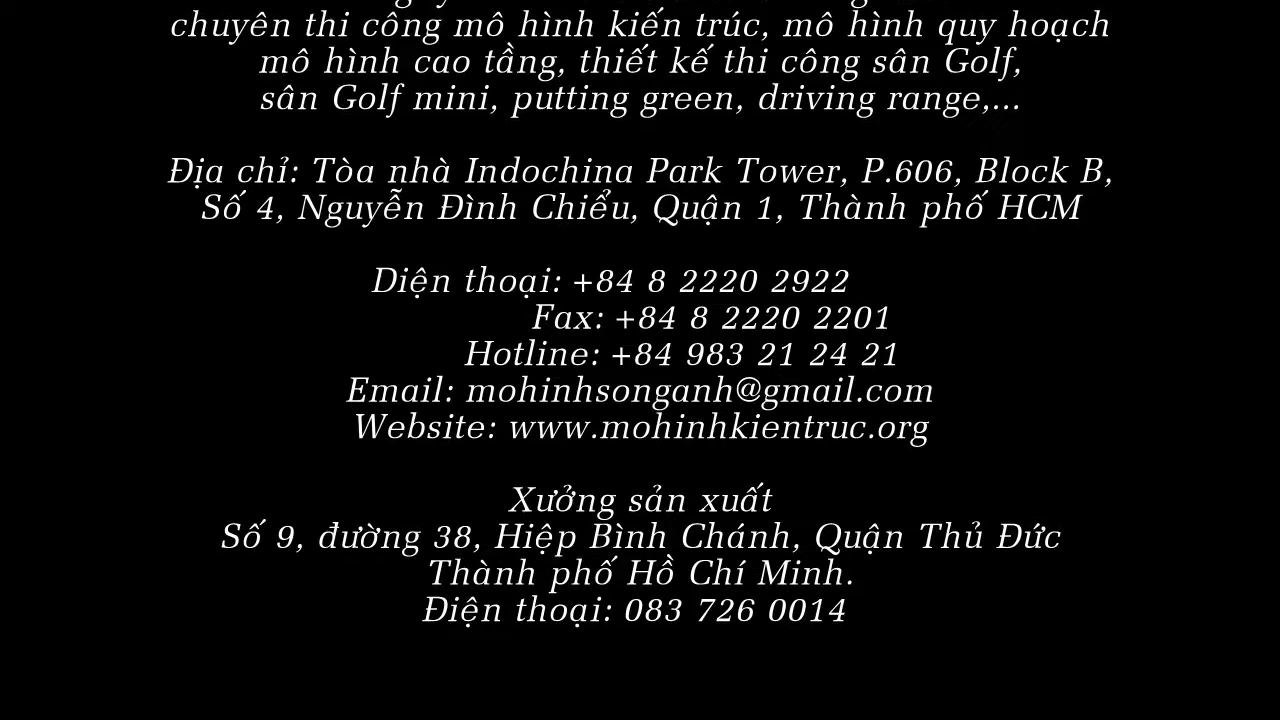 chuyên thi công mô hình kiến trúc, mô hình quy hoạch
mô hình cao tầng, thiết kế thi công sân Golf,
sân Golf mini, putting green, driving range,...
Địa chỉ: Tòa nhà Indochina Park Tower, P.606, Block B,
Số 4, Nguyễn Đình Chiểu, Quận 1, Thành phố HCM
Diện thoại: +84 8 2220 2922
Fax: +84 8 2220 2201
Hotline: +84 983 21 24 21
Email: mohinhsonganh@gmail.com
Website: www.mohinhkientruc.org
Xưởng sản xuất
Số 9, đường 38, Hiệp Bình Chánh, Quận Thủ Đức
Thành phố Hồ Chí Minh.
Điện thoại: 083 726 0014